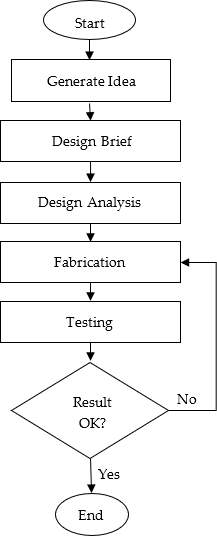 Start
Generate Idea
Design Brief
Design Analysis
Fabrication
Testing
Result
OK?
No
Yes
End